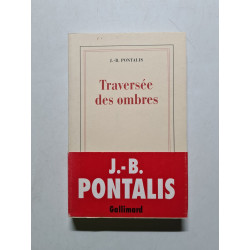 J.-B. PONTALIS
Traversée
des ombres
J.-B.
PONTALIS
Gallimard